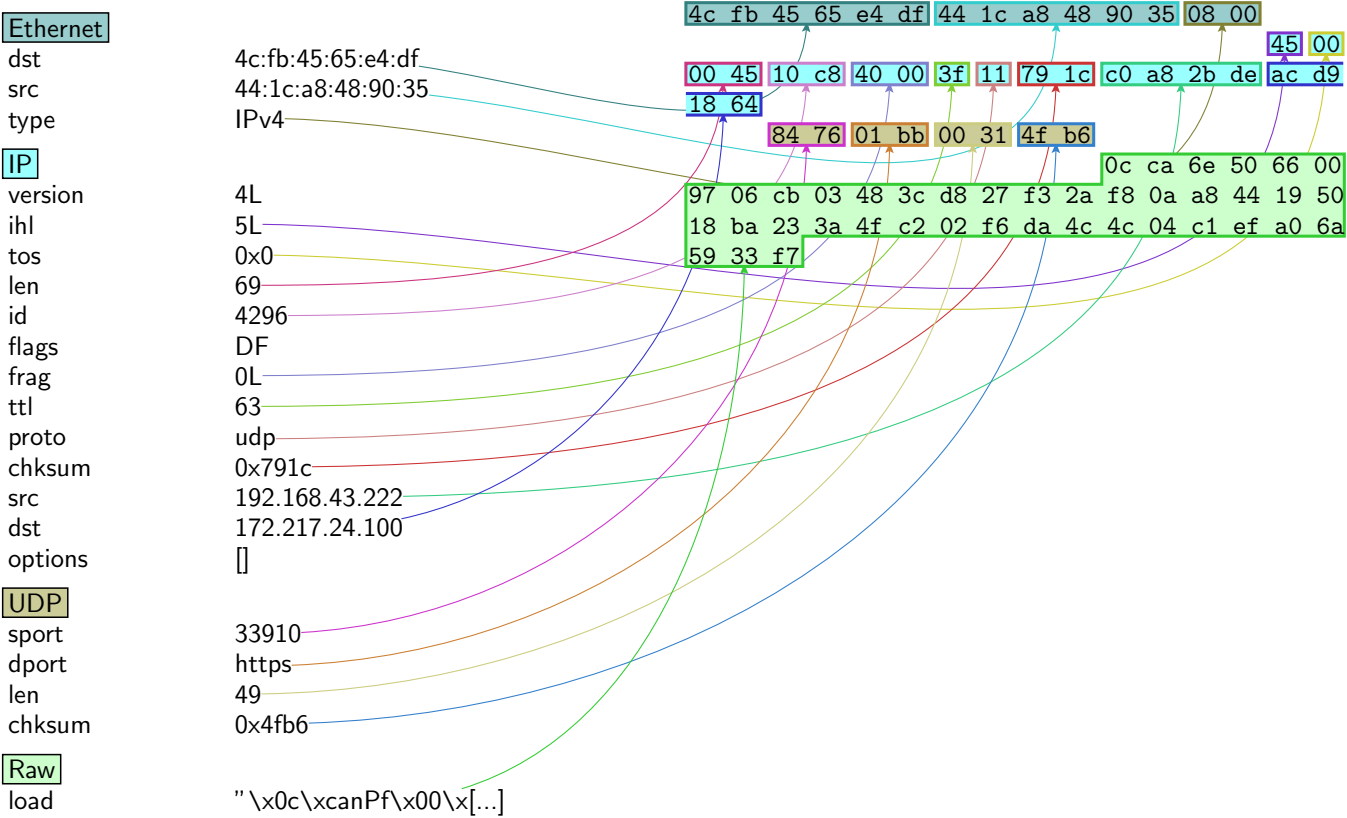 4c fb 45 65 e4 df 44 1c a8 48 90 35 08 00
Ethernet
45 00
dst 4c:fb:45:65:e4:df
00 45 10 c8 40 00 3f 11 79 1c c0 a8 2b de ac d9
src 44:1c:a8:48:90:35
18 64
type IPv4
84 76 01 bb 00 31 4f b6
IP
0c ca 6e 50 66 00
version 4L
97 06 cb 03 48 3c d8 27 f3 2a f8 0a a8 44 19 50
ihl 5L
18 ba 23 3a 4f c2 02 f6 da 4c 4c 04 c1 ef a0 6a
tos 0x0
59 33 f7
len 69
id 4296
flags DF
frag 0L
ttl 63
proto udp
chksum 0x791c
src 192.168.43.222
dst 172.217.24.100
options []
UDP
sport 33910
dport https
len 49
chksum 0x4fb6
Raw
load "\x0c\xcanPf\x00\x[...]